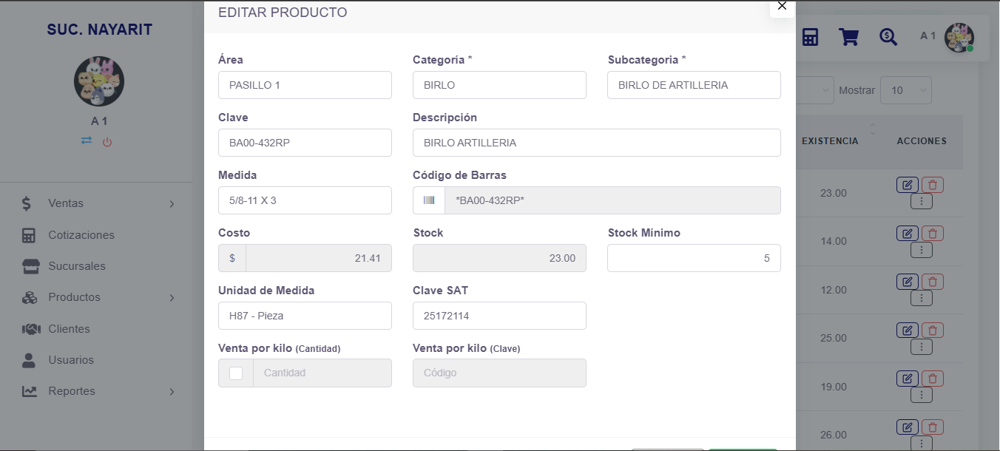 SUC. NAYARIT
A 1
Ventas
Cotizaciones
Sucursales
Productos
Clientes
Usuarios
Reportes
EDITAR PRODUCTO
Área Categoría * Subcategoria *
PASILLO 1 BIRLO BIRLO DE ARTILLERIA
Clave Descripción
BA00-432RP BIRLO ARTILLERIA
Medida Código de Barras
5/8-11 X 3 *BA00-432RP*
Costo Stock Stock Mínimo
$ 21.41 23.00 5
Unidad de Medida Clave SAT
H87 - Pieza 25172114
Venta por kilo (Cantidad) Venta por kilo (Clave)
Cantidad Código
A 1
Mostrar 10
EXISTENCIA ACCIONES
23.00
14.00
12.00
25.00
19.00
26.00